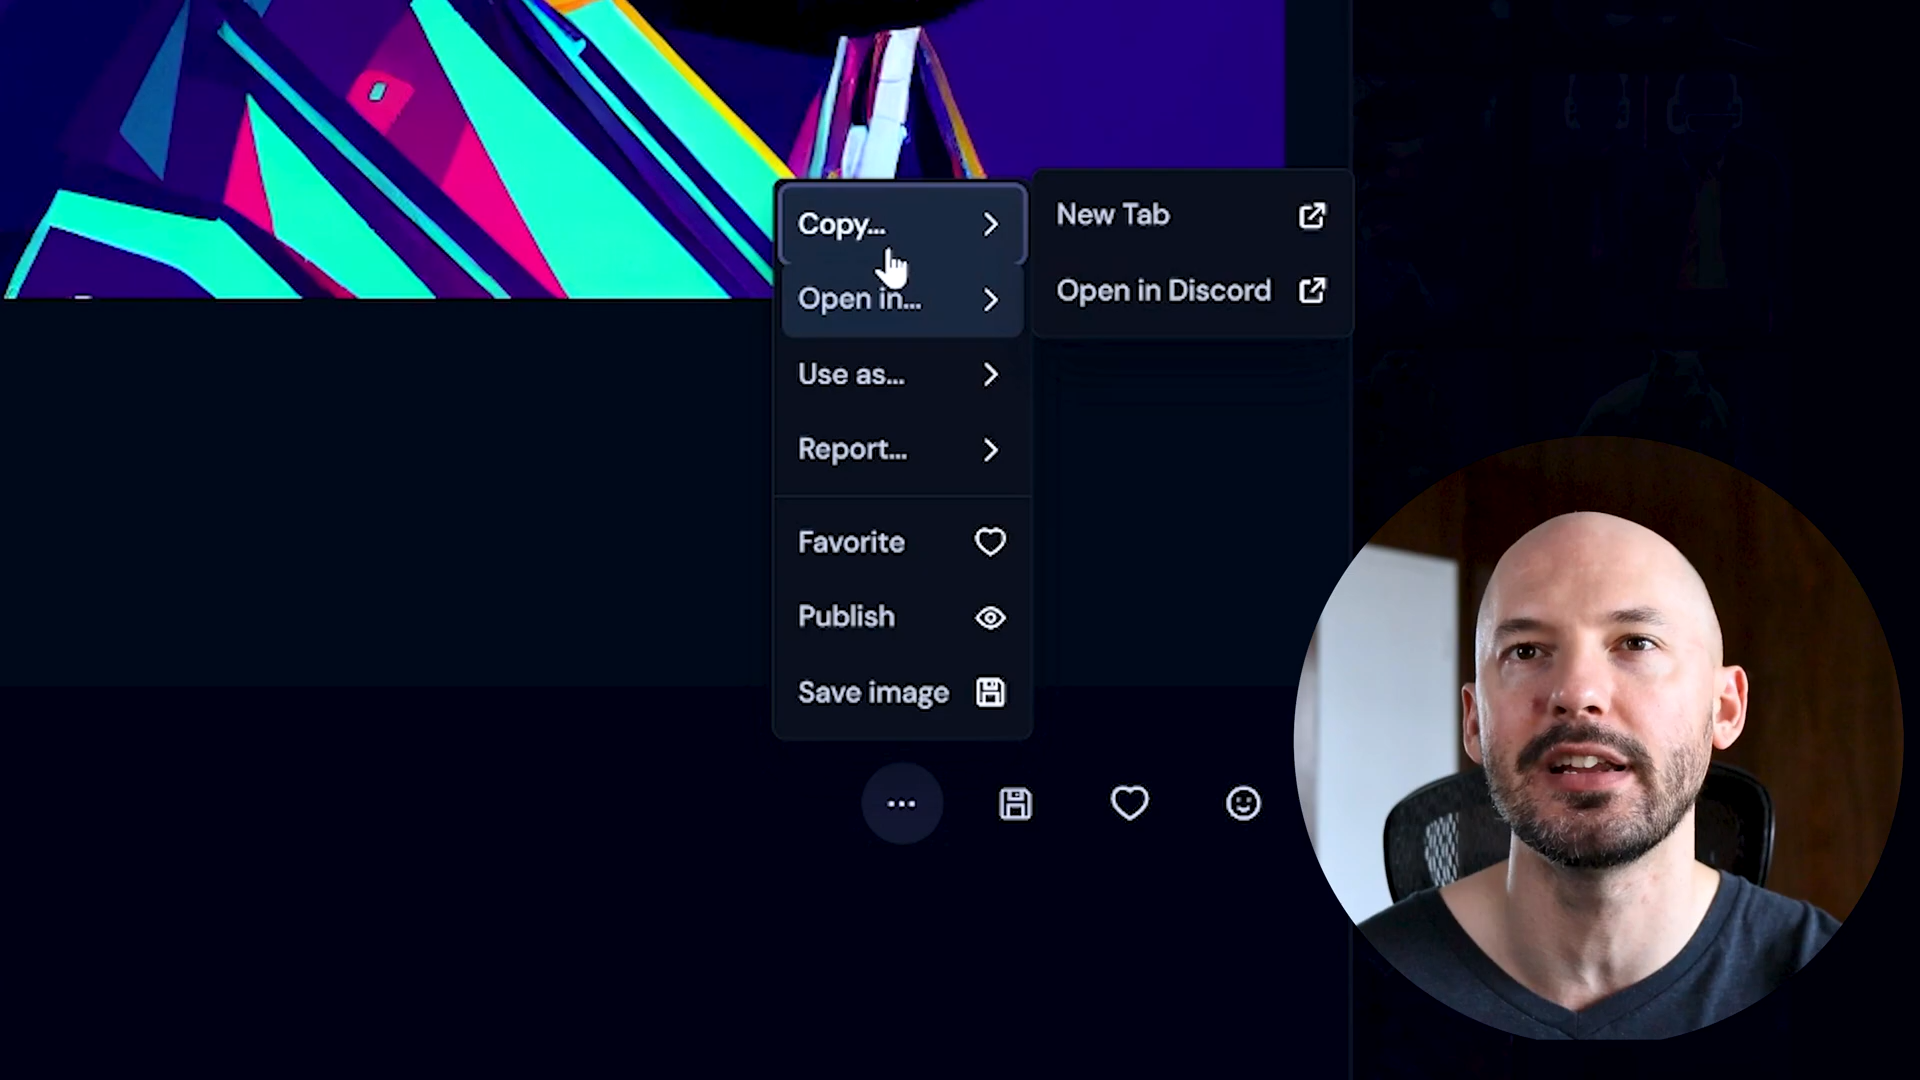 Copy...
New Tab
Open in...
Open in Discord
Use as...
Report...
Favorite
Publish
Save image